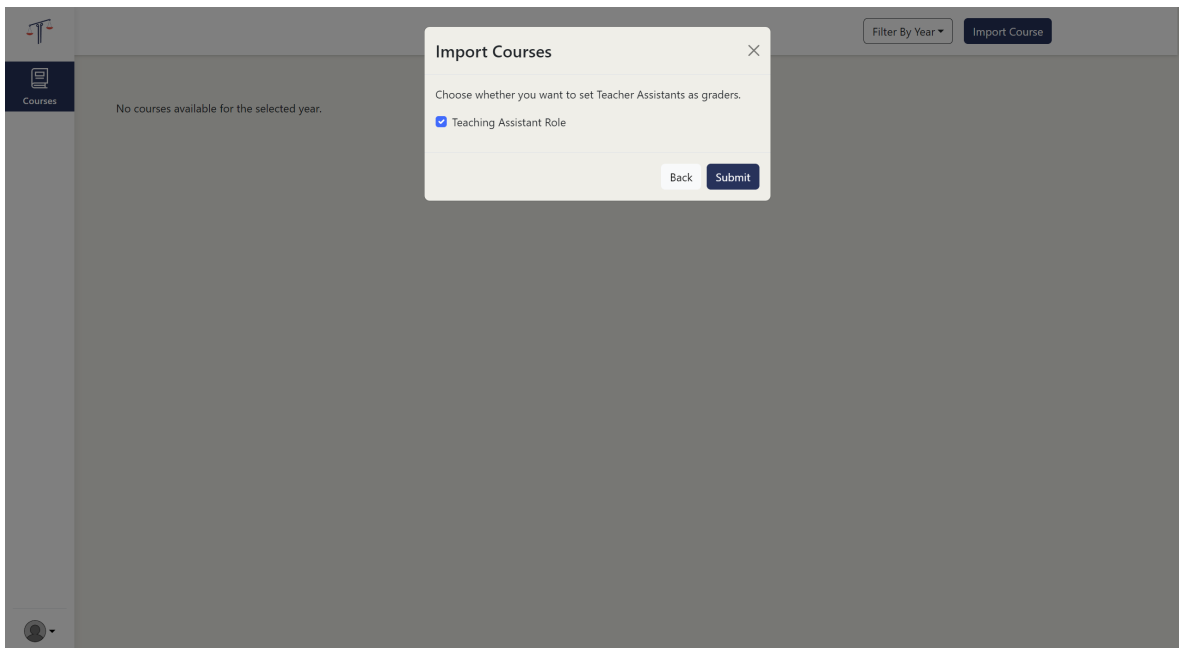 Filter By Year
Import Course
Import Courses
Choose whether you want to set Teacher Assistants as graders.
Teaching Assistant Role
Back
Submit
Courses
No courses available for the selected year.